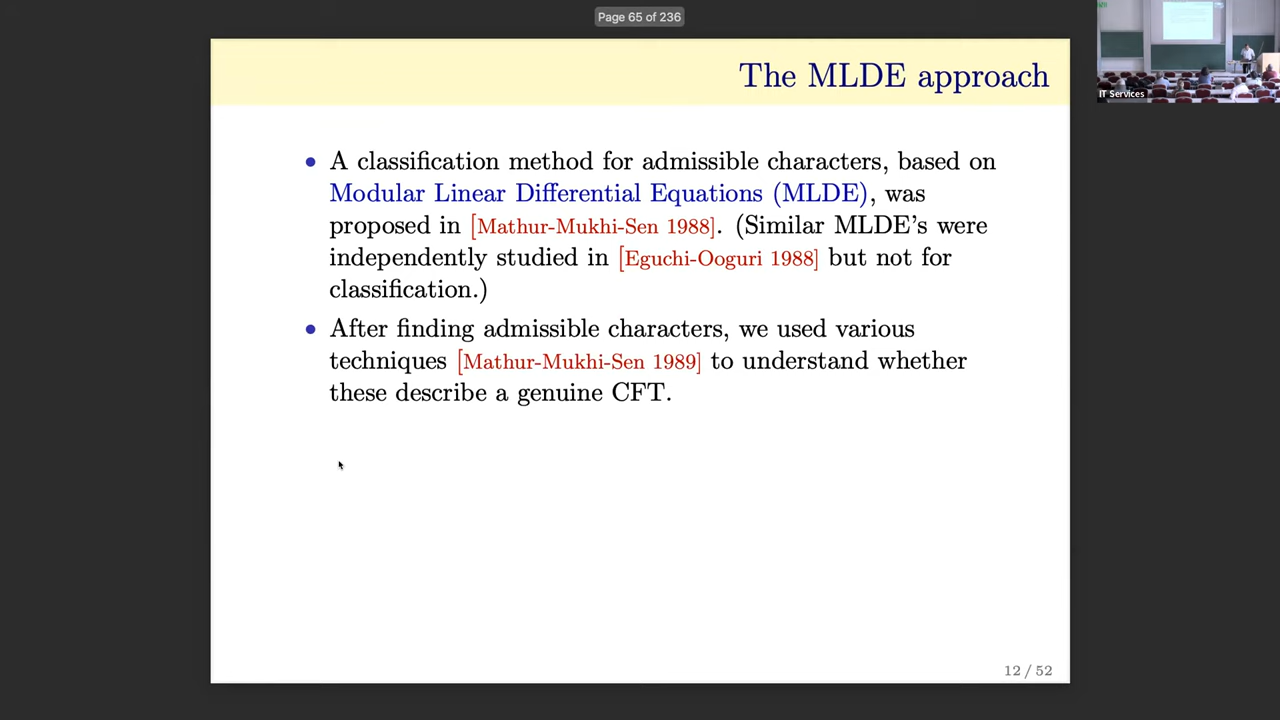 Page 65 of 236
IT Services
The MLDE approach
• A classification method for admissible characters, based on
Modular Linear Differential Equations (MLDE), was
proposed in [Mathur-Mukhi-Sen 1988]. (Similar MLDE's were
independently studied in [Eguchi-Ooguri 1988] but not for
classification.)
• After finding admissible characters, we used various
techniques [Mathur-Mukhi-Sen 1989] to understand whether
these describe a genuine CFT.
12 / 52